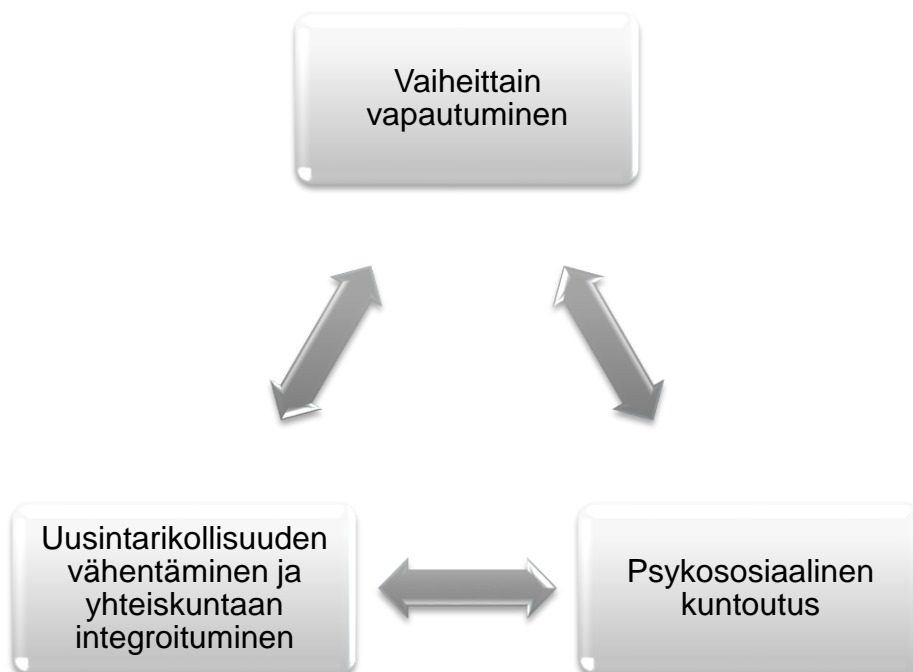 Vaiheittain
vapautuminen
Uusintarikollisuuden
vähentäminen ja
yhteiskuntaan
integroituminen
Psykososiaalinen
kuntoutus